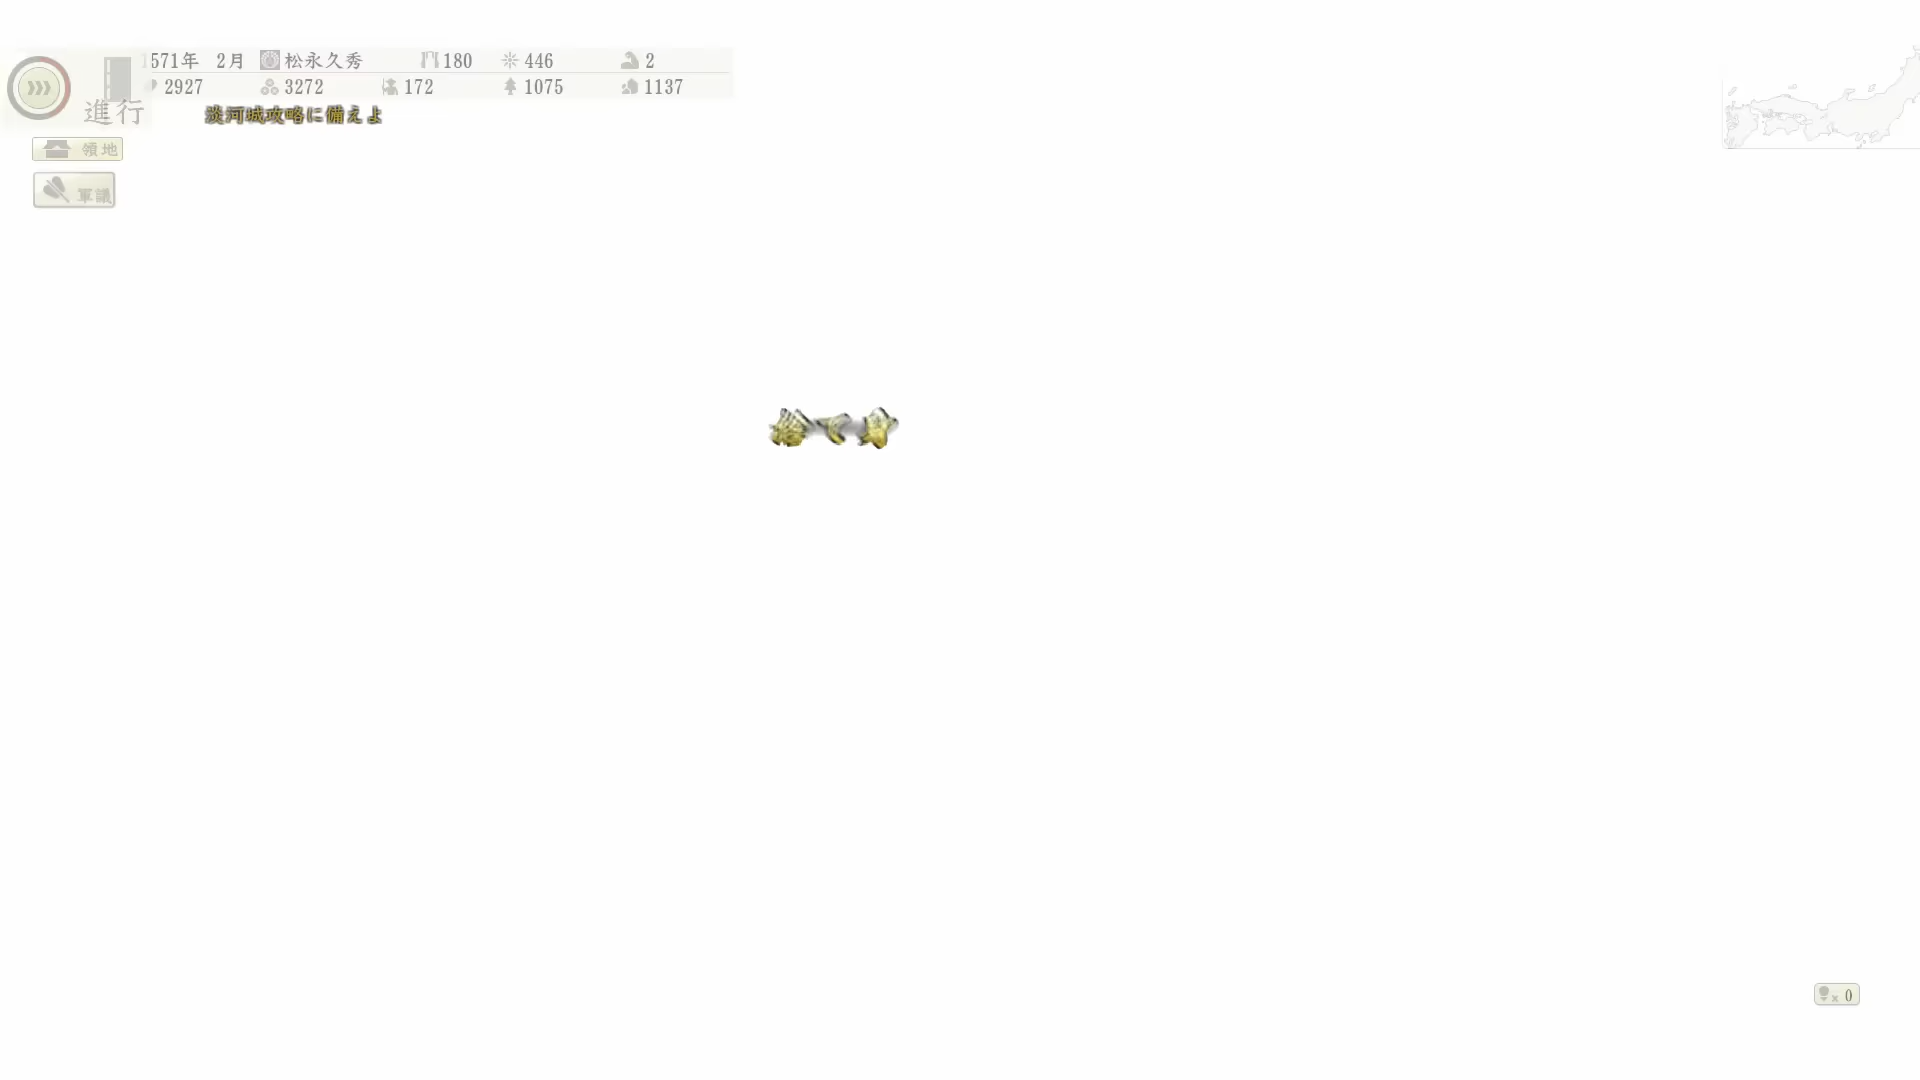 1571年 2月 松永久秀 180 446 2
2927 3272 172 1075 1137
進行
淡河城攻略に備えよ
領地
軍議
x 0